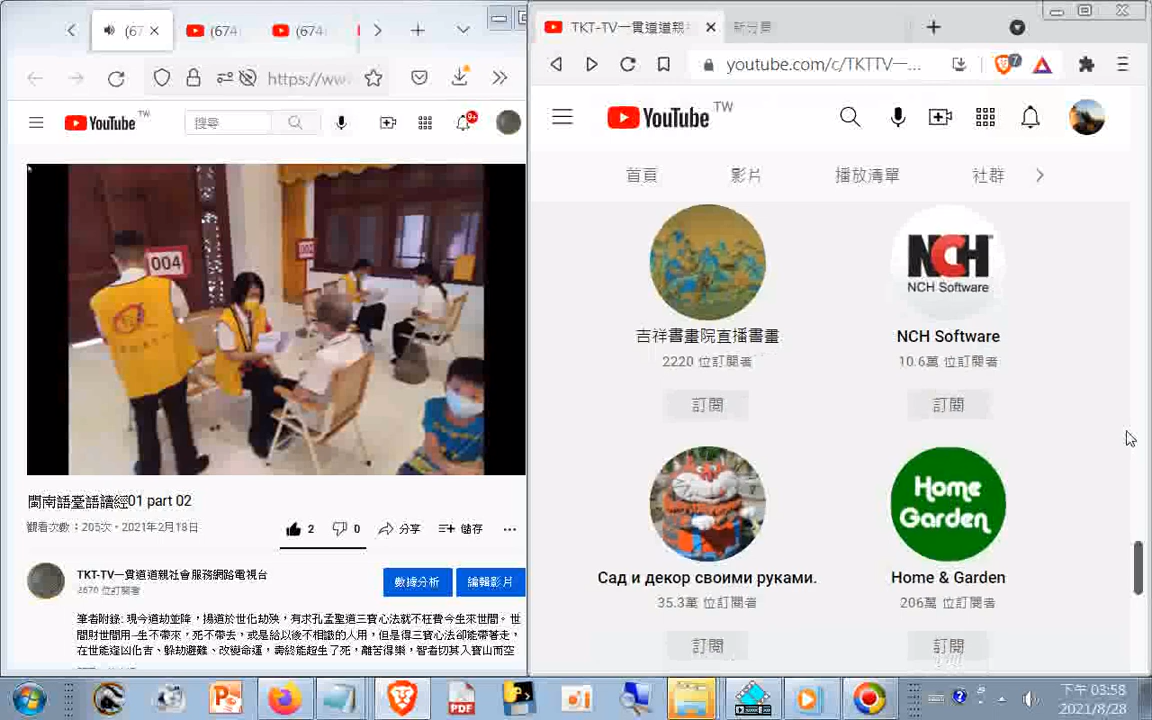 (67
(674
(674
https://ww
YouTube TW
搜尋
9+
004
閩南語臺語讀經01 part 02
觀看次數：205次・2021年2月18日
2
0
分享
儲存
TKT-TV一貫道道親社會服務網路電視台
2670 位訂閱者
數據分析
編輯影片
筆者附錄: 現今道劫並降，揚道於世化劫殃，有求孔孟聖道三寶心法就不枉費今生來世間。世
間財世間用─生不帶來，死不帶去，或是給以後不相識的人用，但是得三寶心法卻能帶著走，
在世能逢凶化吉、躲劫避難、改變命運，壽終能超生了死，離苦得樂，智者切其入寶山而空
TKT-TV一貫道道親
新分頁
youtube.com/c/TKTTV一...
7
YouTube TW
首頁
影片
播放清單
社群
NCH
NCH Software
吉祥書畫院直播書畫
NCH Software
2220 位訂閱者
10.6萬 位訂閱者
訂閱
訂閱
Home
Garden
Сад и декор своими руками.
Home & Garden
35.3萬 位訂閱者
206萬 位訂閱者
訂閱
訂閱
PDF
下午 03:58
2021/8/28